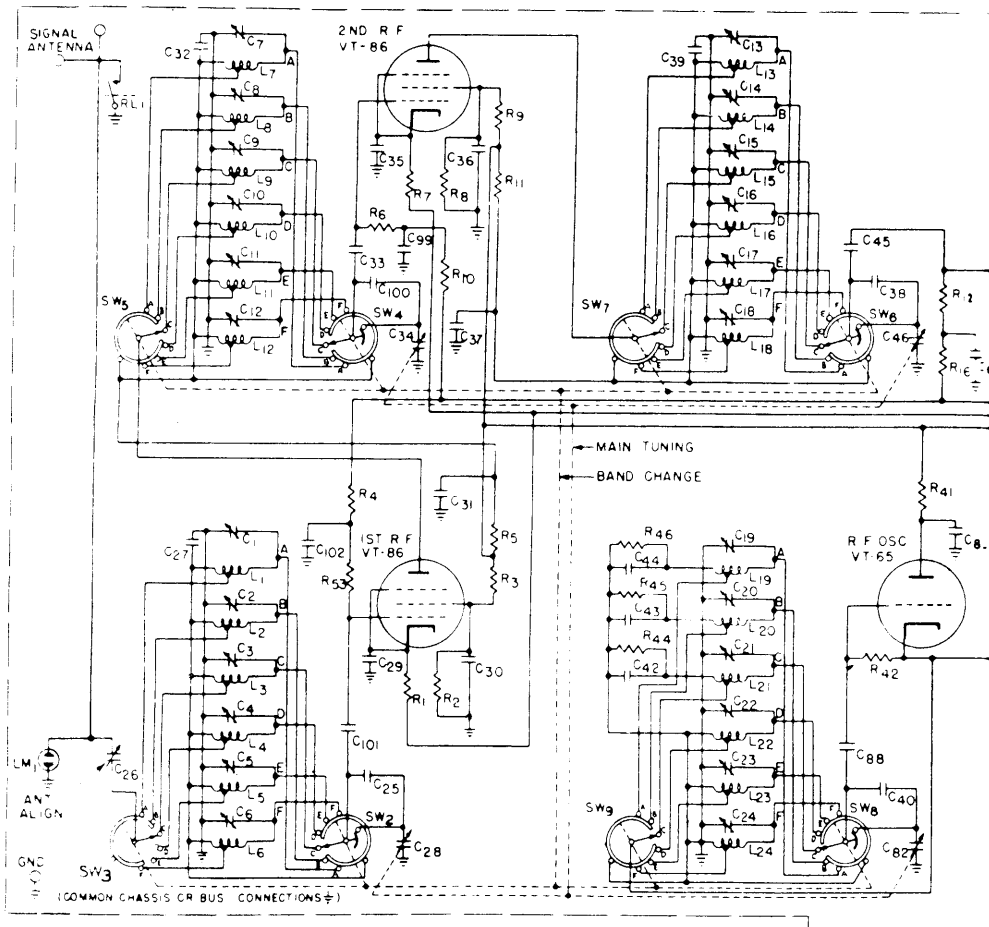 SIGNAL
ANTENNA
RL1
C32
C7
A
L7
C8
B
L8
C9
C
L9
C10
D
L10
C11
E
L11
C12
F
L12
SW5
A
B
C
D
E
F
2ND RF
VT-86
C35
R7
R8
C36
R9
R11
R6
C33
C99
R10
C100
SW4
C34
C37
F
E
D
C
B
A
C39
C13
A
L13
C14
B
L14
C15
C
L15
C16
D
L16
C17
E
L17
C18
F
L18
SW7
A
B
C
D
E
F
C45
C38
SW6
C46
F
E
D
C
B
A
R12
R16
MAIN TUNING
BAND CHANGE
R4
C31
C102
R53
1ST RF
VT-86
R5
R3
C29
R1
R2
C30
C101
C25
SW2
C28
F
E
D
C
B
A
C27
C1
A
L1
C2
B
L2
C3
C
L3
C4
D
L4
C5
E
L5
C6
F
L6
LM1
C26
ANT
ALIGN
GND
SW3
A
B
F
(COMMON CHASSIS OR BUS CONNECTIONS)
R46
C44
R45
C43
R44
C42
C19
A
L19
C20
B
L20
C21
C
L21
C22
D
L22
C23
E
L23
C24
F
L24
SW9
A
B
C
D
E
F
R41
C8-
RF OSC
VT-65
R42
C88
C40
SW8
C82
F
E
D
C
B
A